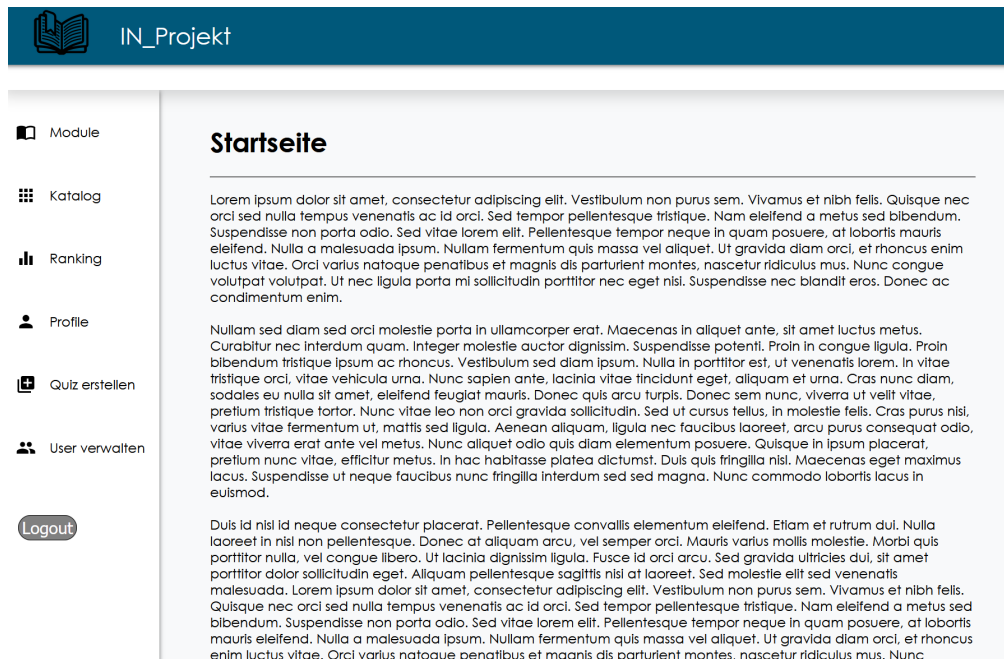 IN_Projekt
Module
Katalog
Ranking
Profile
Quiz erstellen
User verwalten
Logout
Startseite
Lorem ipsum dolor sit amet, consectetur adipiscing elit. Vestibulum non purus sem. Vivamus et nibh felis. Quisque nec
orci sed nulla tempus venenatis ac id orci. Sed tempor pellentesque tristique. Nam eleifend a metus sed bibendum.
Suspendisse non porta odio. Sed vitae lorem elit. Pellentesque tempor neque in quam posuere, at lobortis mauris
eleifend. Nulla a malesuada ipsum. Nullam fermentum quis massa vel aliquet. Ut gravida diam orci, et rhoncus enim
luctus vitae. Orci varius natoque penatibus et magnis dis parturient montes, nascetur ridiculus mus. Nunc congue
volutpat volutpat. Ut nec ligula porta mi sollicitudin porttitor nec eget nisi. Suspendisse nec blandit eros. Donec ac
condimentum enim.
Nullam sed diam sed orci molestie porta in ullamcorper erat. Maecenas in aliquet ante, sit amet luctus metus.
Curabitur nec interdum quam. Integer molestie auctor dignissim. Suspendisse potenti. Proin in congue ligula. Proin
bibendum tristique ipsum ac rhoncus. Vestibulum sed diam ipsum. Nulla in porttitor est, ut venenatis lorem. In vitae
tristique orci, vitae vehicula urna. Nunc sapien ante, lacinia vitae tincidunt eget, aliquam et urna. Cras nunc diam,
sodales eu nulla sit amet, eleifend feugiat mauris. Donec quis arcu turpis. Donec sem nunc, viverra ut velit vitae,
pretium tristique tortor. Nunc vitae leo non orci gravida sollicitudin. Sed ut cursus tellus, in molestie felis. Cras purus nisi,
varius vitae fermentum ut, mattis sed ligula. Aenean aliquam, ligula nec faucibus laoreet, arcu purus consequat odio,
vitae viverra erat ante vel metus. Nunc aliquet odio quis diam elementum posuere. Quisque in ipsum placerat,
pretium nunc vitae, efficitur metus. In hac habitasse platea dictumst. Duis quis fringilla nisl. Maecenas eget maximus
lacus. Suspendisse ut neque faucibus nunc fringilla interdum sed sed magna. Nunc commodo lobortis lacus in
euismod.
Duis id nisl id neque consectetur placerat. Pellentesque convallis elementum eleifend. Etiam et rutrum dui. Nulla
laoreet in nisl non pellentesque. Donec at aliquam arcu, vel semper orci. Mauris varius mollis molestie. Morbi quis
porttitor nulla, vel congue libero. Ut lacinia dignissim ligula. Fusce id orci arcu. Sed gravida ultricies dui, sit amet
porttitor dolor sollicitudin eget. Aliquam pellentesque sagittis nisl at laoreet. Sed molestie elit sed venenatis
malesuada. Lorem ipsum dolor sit amet, consectetur adipiscing elit. Vestibulum non purus sem. Vivamus et nibh felis.
Quisque nec orci sed nulla tempus venenatis ac id orci. Sed tempor pellentesque tristique. Nam eleifend a metus sed
bibendum. Suspendisse non porta odio. Sed vitae lorem elit. Pellentesque tempor neque in quam posuere, at lobortis
mauris eleifend. Nulla a malesuada ipsum. Nullam fermentum quis massa vel aliquet. Ut gravida diam orci, et rhoncus
enim luctus vitae. Orci varius natoque penatibus et magnis dis parturient montes, nascetur ridiculus mus. Nunc